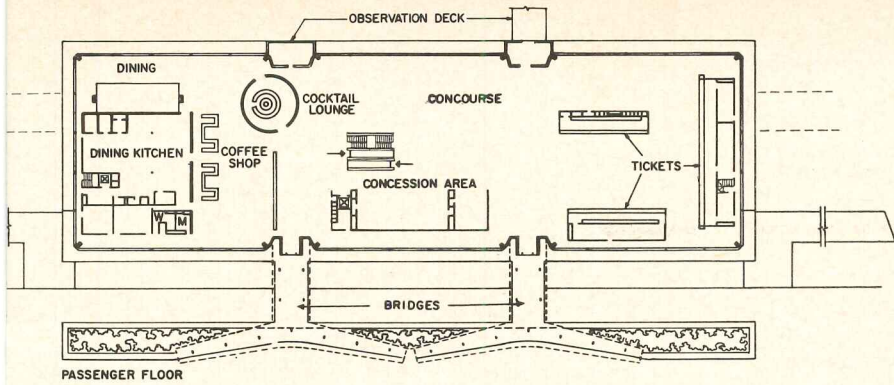 OBSERVATION DECK
DINING
COCKTAIL
LOUNGE
CONCOURSE
DINING KITCHEN
COFFEE
SHOP
TICKETS
CONCESSION AREA
W
M
BRIDGES
PASSENGER FLOOR